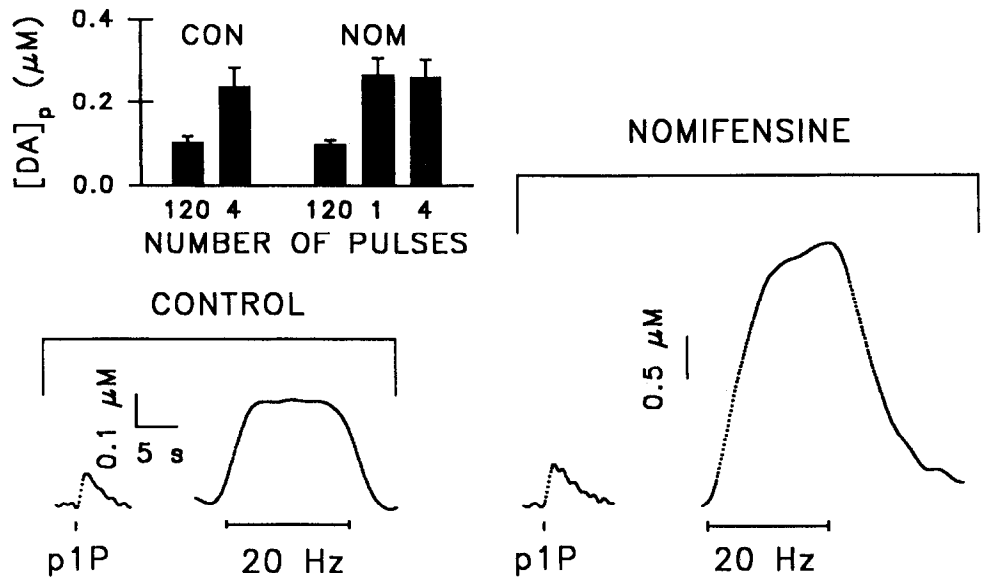 [DA]p (µM)
0.4
0.2
0.0
CON
NOM
120 4 120 1 4
NUMBER OF PULSES
CONTROL
0.1 µM
5 s
p1P
20 Hz
NOMIFENSINE
0.5 µM
p1P
20 Hz